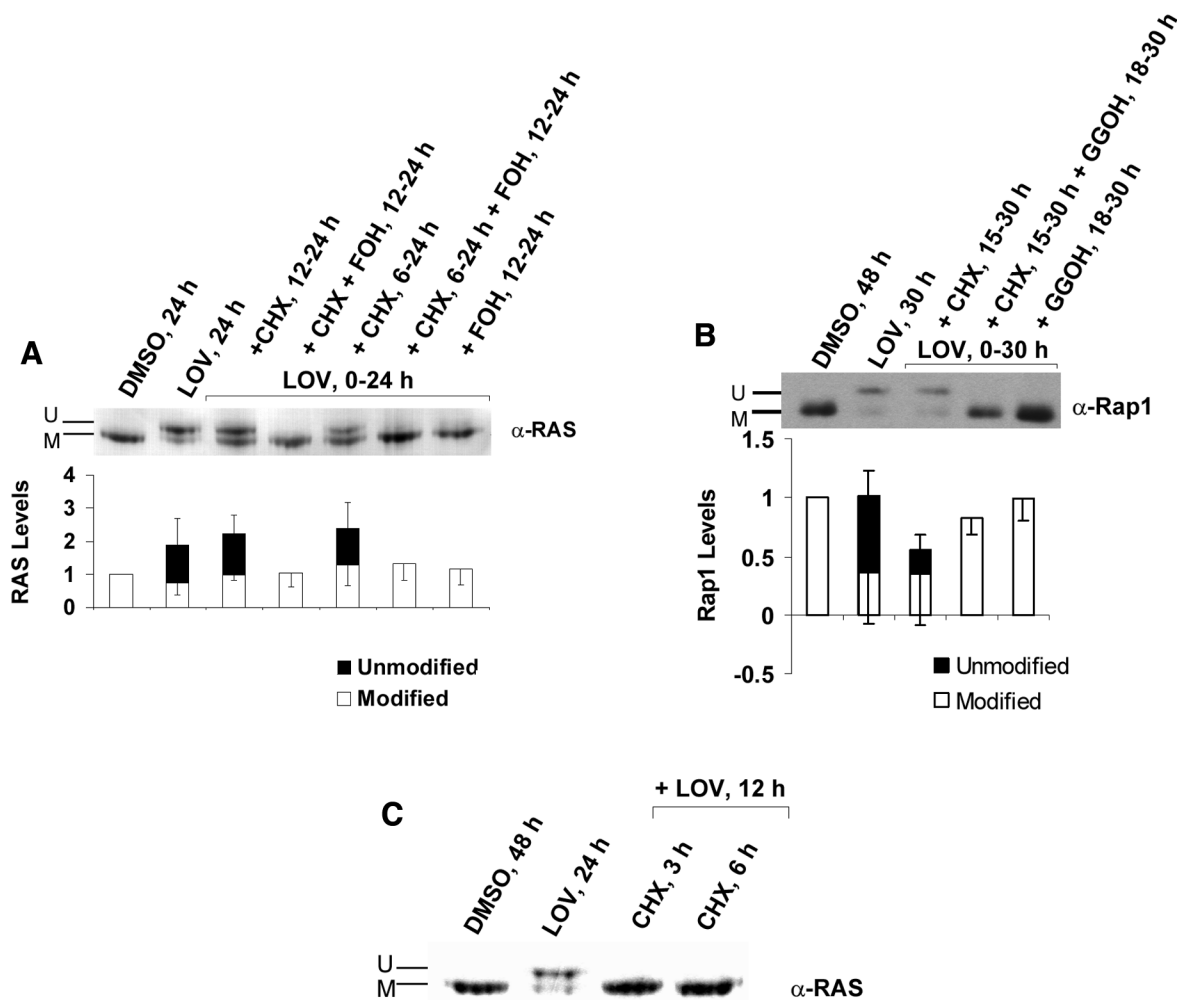 A
DMSO, 24 h
LOV, 24 h
+CHX, 12-24 h
+ CHX + FOH, 12-24 h
+ CHX, 6-24 h
+ CHX, 6-24 h + FOH, 12-24 h
+ FOH, 12-24 h
LOV, 0-24 h
U
M
α-RAS
RAS Levels
4
3
2
1
0
Unmodified
Modified
B
DMSO, 48 h
LOV, 30 h
+ CHX, 15-30 h
+ CHX, 15-30 h + GGOH, 18-30 h
+ GGOH, 18-30 h
LOV, 0-30 h
U
M
α-Rap1
Rap1 Levels
1.5
1
0.5
0
-0.5
Unmodified
Modified
C
+ LOV, 12 h
DMSO, 48 h
LOV, 24 h
CHX, 3 h
CHX, 6 h
U
M
α-RAS